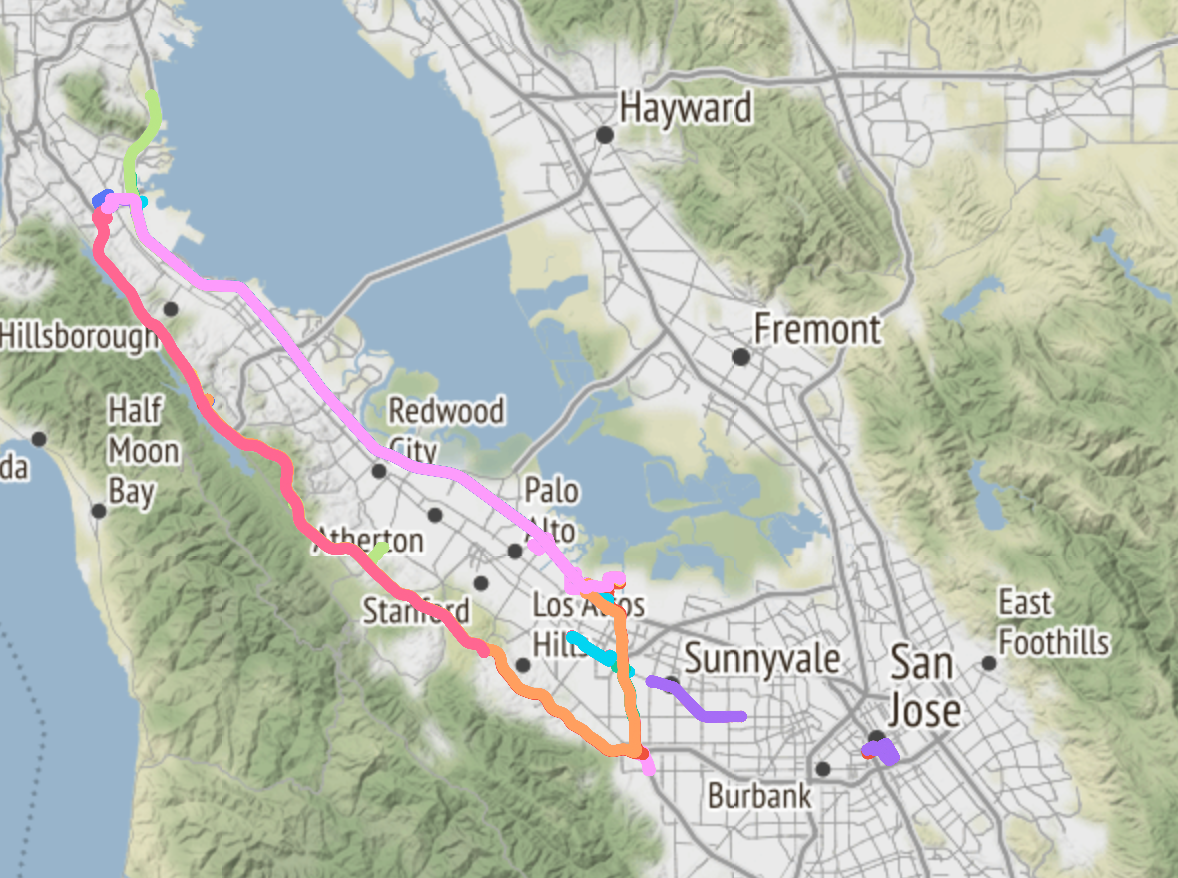 Hayward
Fremont
Hillsborough
Half
Moon
Bay
da
Redwood
City
Palo
Alto
Atherton
Stanford
Los Altos
Hills
Sunnyvale
East
Foothills
San
Jose
Burbank